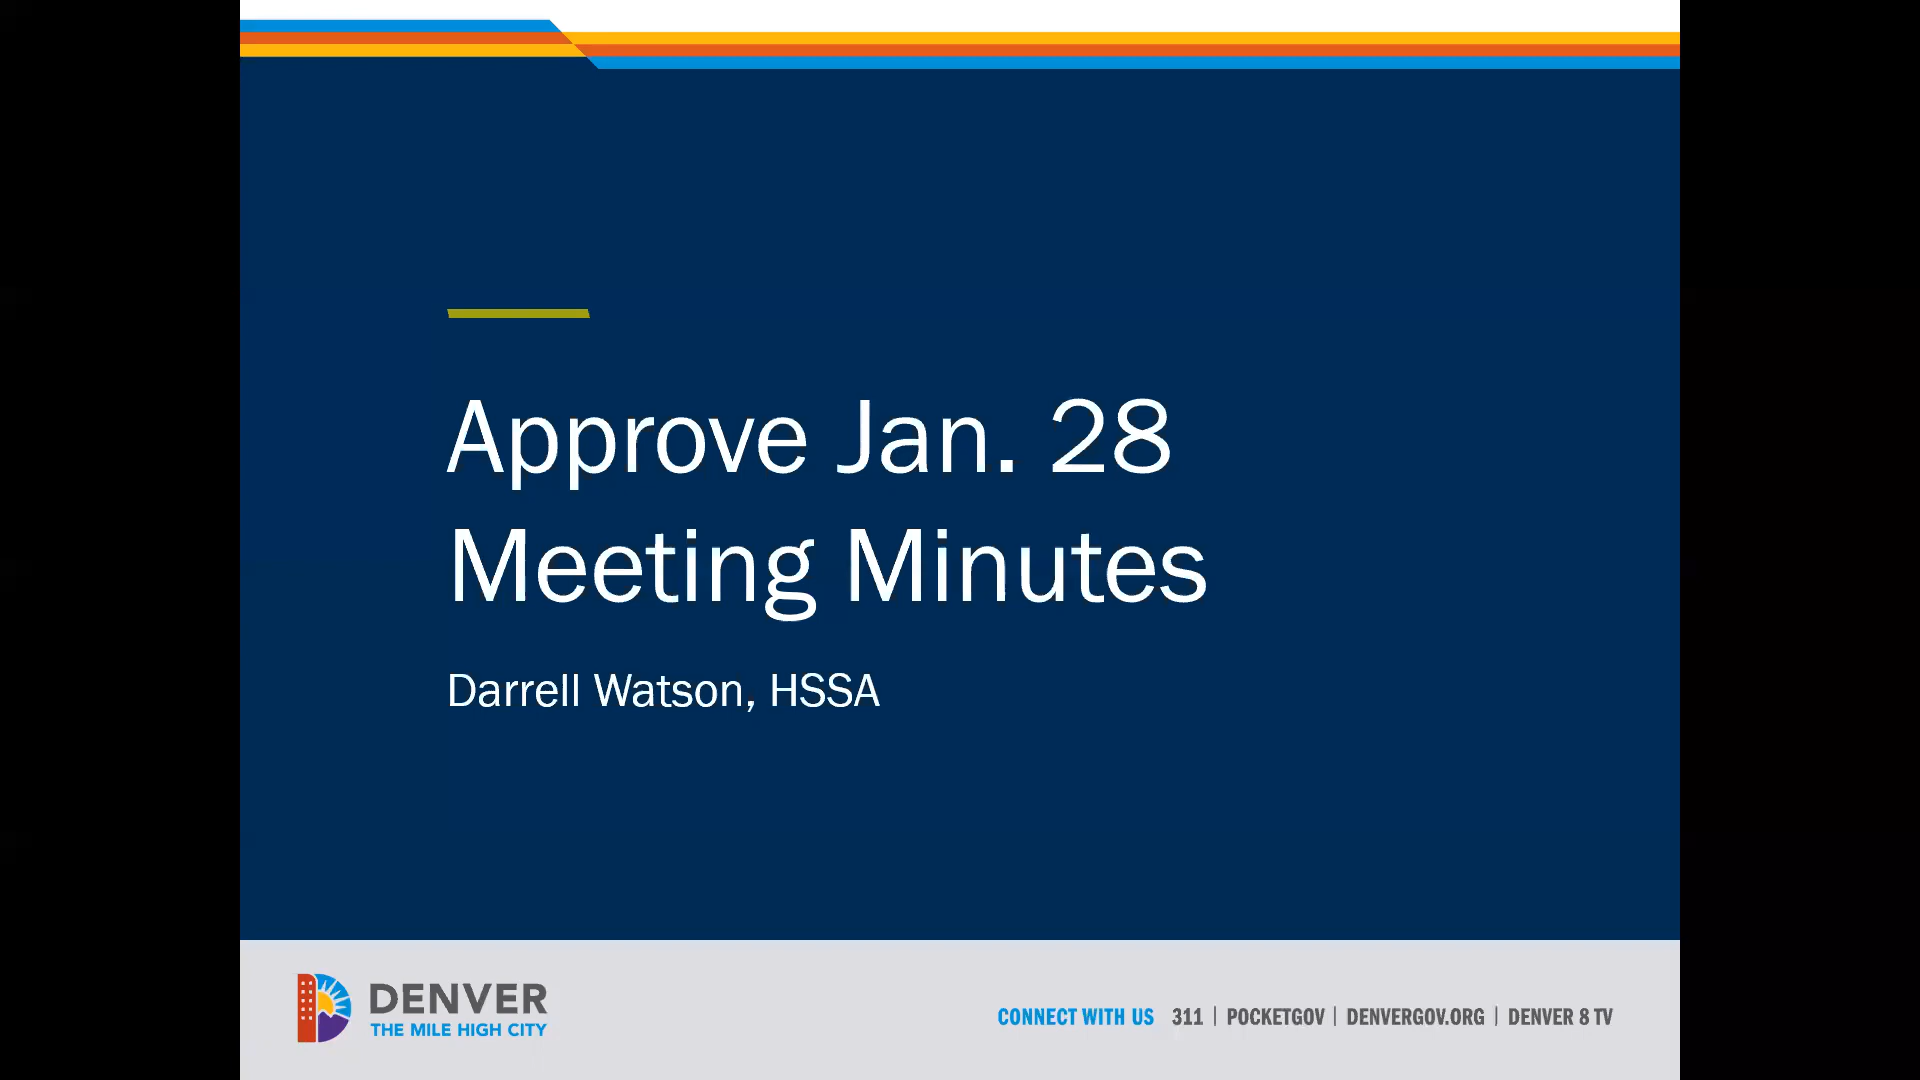 Approve Jan. 28
Meeting Minutes
Darrell Watson, HSSA
DENVER
THE MILE HIGH CITY
CONNECT WITH US 311 | POCKETGOV | DENVERGOV.ORG | DENVER 8 TV